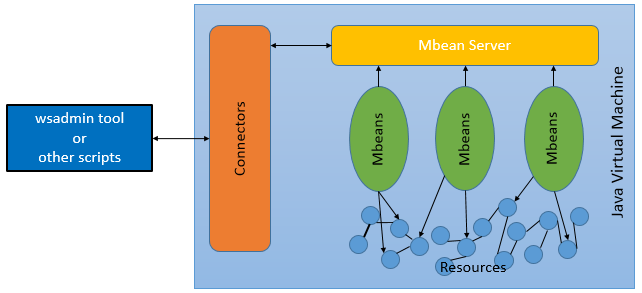 wsadmin tool
or
other scripts
Connectors
Mbean Server
Mbeans
Mbeans
Mbeans
Resources
Java Virtual Machine